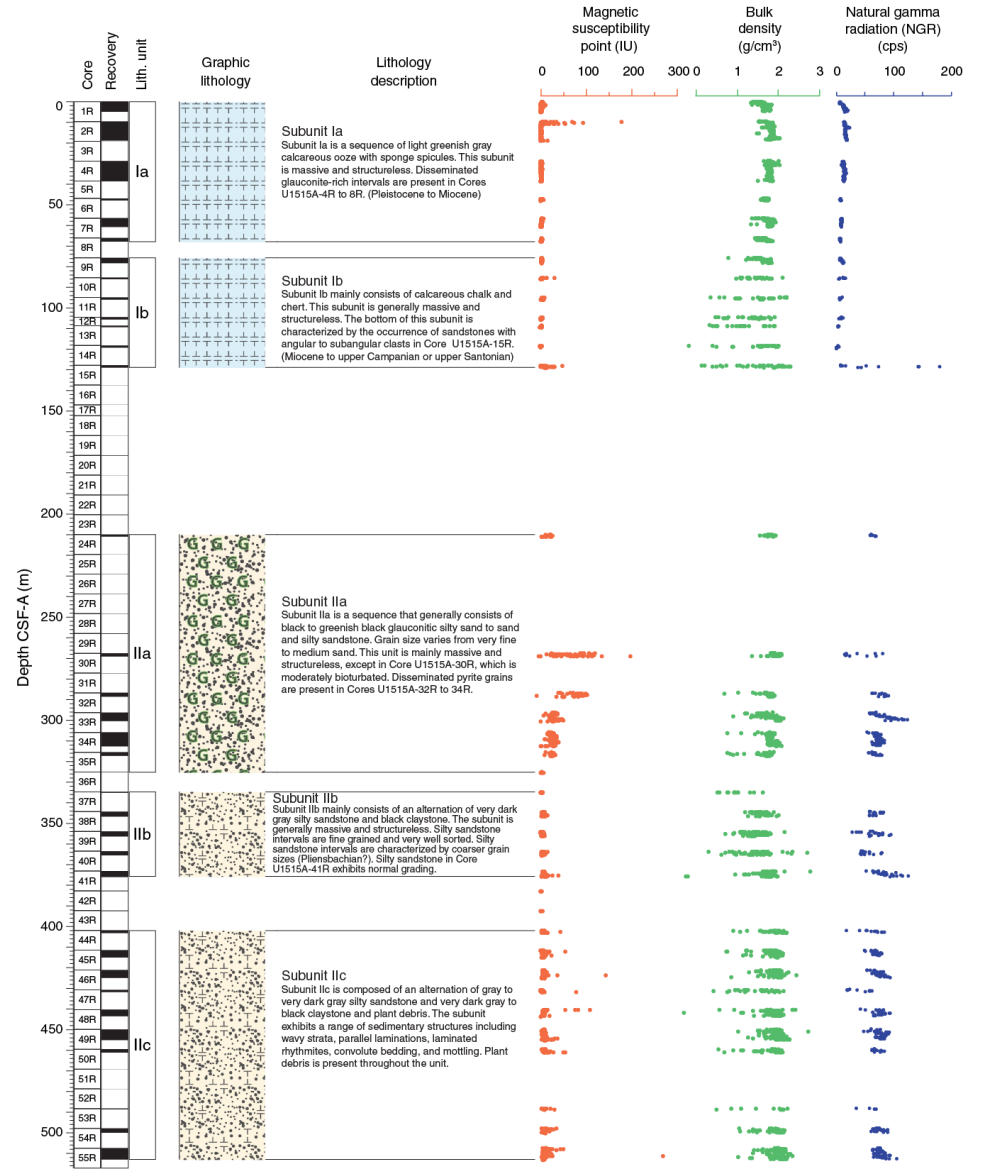 Core
Recovery
Lith. unit
Graphic
lithology
Lithology
description
Magnetic
susceptibility
point (IU)
Bulk
density
(g/cm³)
Natural gamma
radiation (NGR)
(cps)
0 100 300
0 1 2 3
0 100 200
Depth CSF-A (m)
0
50
100
150
200
250
300
350
400
450
500
1R
2R
3R
4R
5R
6R
7R
8R
9R
10R
11R
12R
13R
14R
15R
16R
17R
18R
19R
20R
21R
22R
23R
24R
25R
26R
27R
28R
29R
30R
31R
32R
33R
34R
35R
36R
37R
38R
39R
40R
41R
42R
43R
44R
45R
46R
47R
48R
49R
50R
51R
52R
53R
54R
55R
Ia
Subunit Ia
Subunit Ia is a sequence of light greenish gray
calcareous ooze with sponge spicules. This subunit
is massive and structureless. Disseminated
glauconite-rich intervals are present in Cores
U1515A-4R to 8R. (Pleistocene to Miocene)
Ib
Subunit Ib
Subunit Ib mainly consists of calcareous chalk and
chert. This subunit is generally massive and
structureless. The bottom of this subunit is
characterized by the occurrence of sandstones with
angular to subangular clasts in Core U1515A-15R.
(Miocene to upper Campanian or upper Santonian)
IIa
G G G
G G
G G G
G G
G G G
G G
G G G
G G
G G G
G G
G G G
G G
G G G
Subunit IIa
Subunit IIa is a sequence that generally consists of
black to greenish black glauconitic silty sand to sand
and silty sandstone. Grain size varies from very fine
to medium sand. This unit is mainly massive and
structureless, except in Core U1515A-30R, which is
moderately bioturbated. Disseminated pyrite grains
are present in Cores U1515A-32R to 34R.
IIb
Subunit IIb
Subunit IIb mainly consists of an alternation of very dark
gray silty sandstone and black claystone. The subunit is
generally massive and structureless. Silty sandstone
intervals are fine grained and very well sorted. Silty
sandstone intervals are characterized by coarser grain
sizes (Pliensbachian?). Silty sandstone in Core
U1515A-41R exhibits normal grading.
IIc
Subunit IIc
Subunit IIc is composed of an alternation of gray to
very dark gray silty sandstone and very dark gray to
black claystone and plant debris. The subunit
exhibits a range of sedimentary structures including
wavy strata, parallel laminations, laminated
rhythmites, convolute bedding, and mottling. Plant
debris is present throughout the unit.